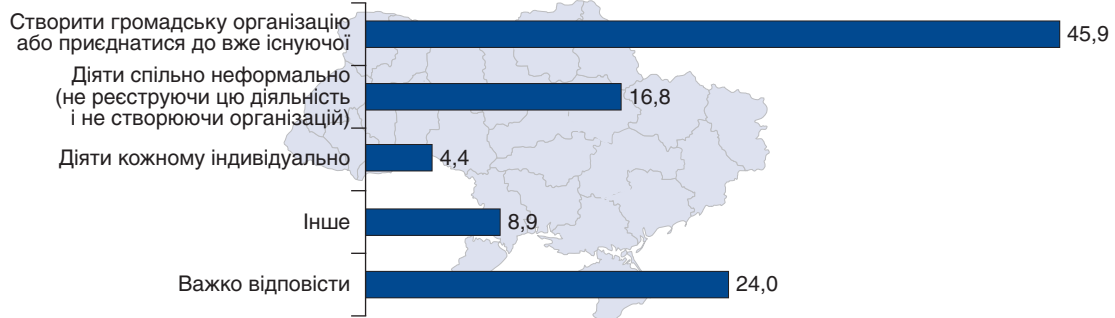 Створити громадську організацію
або приєднатися до вже існуючої
45,9
Діяти спільно неформально
(не реєструючи цю діяльність
і не створюючи організацій)
16,8
Діяти кожному індивідуально
4,4
Інше
8,9
Важко відповісти
24,0